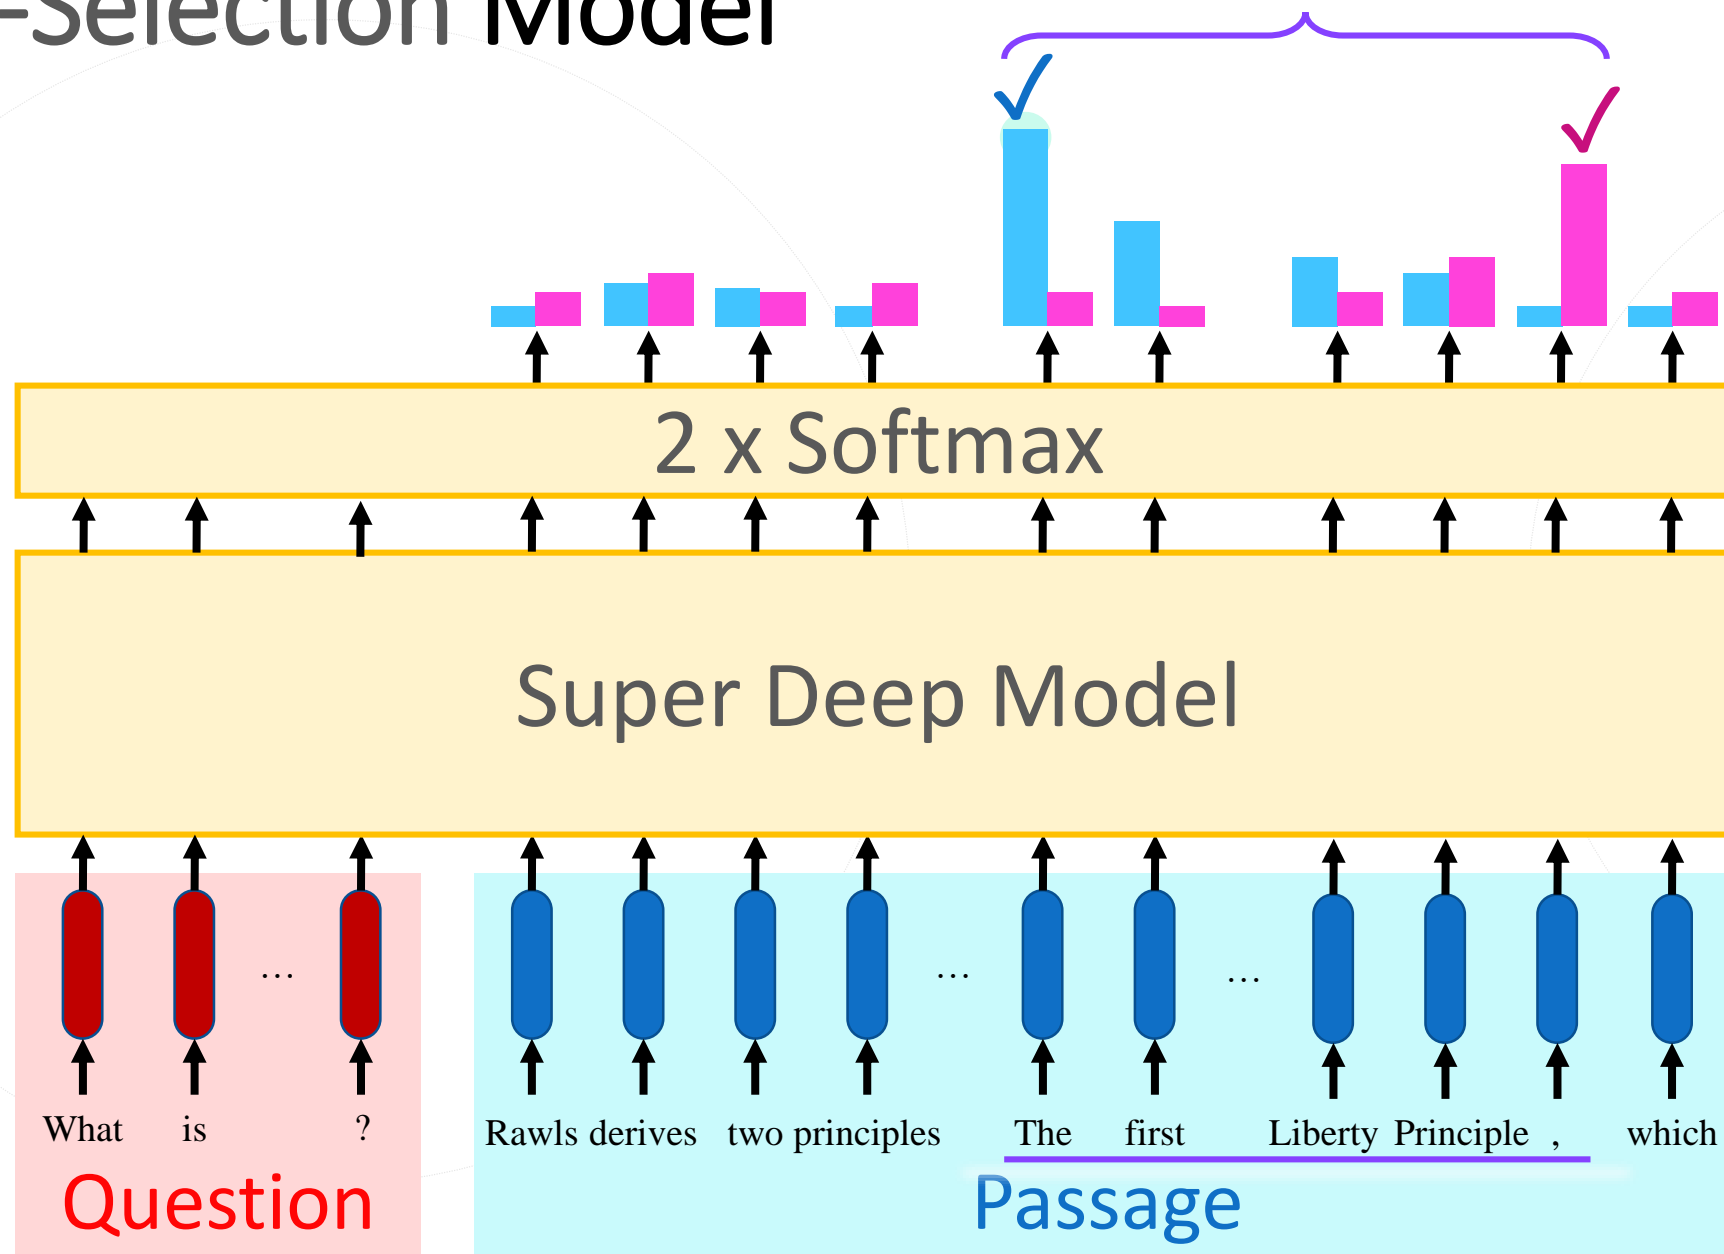 -Selection Model
2 x Softmax
Super Deep Model
… … …
What is ? Rawls derives two principles The first Liberty Principle , which
Question Passage